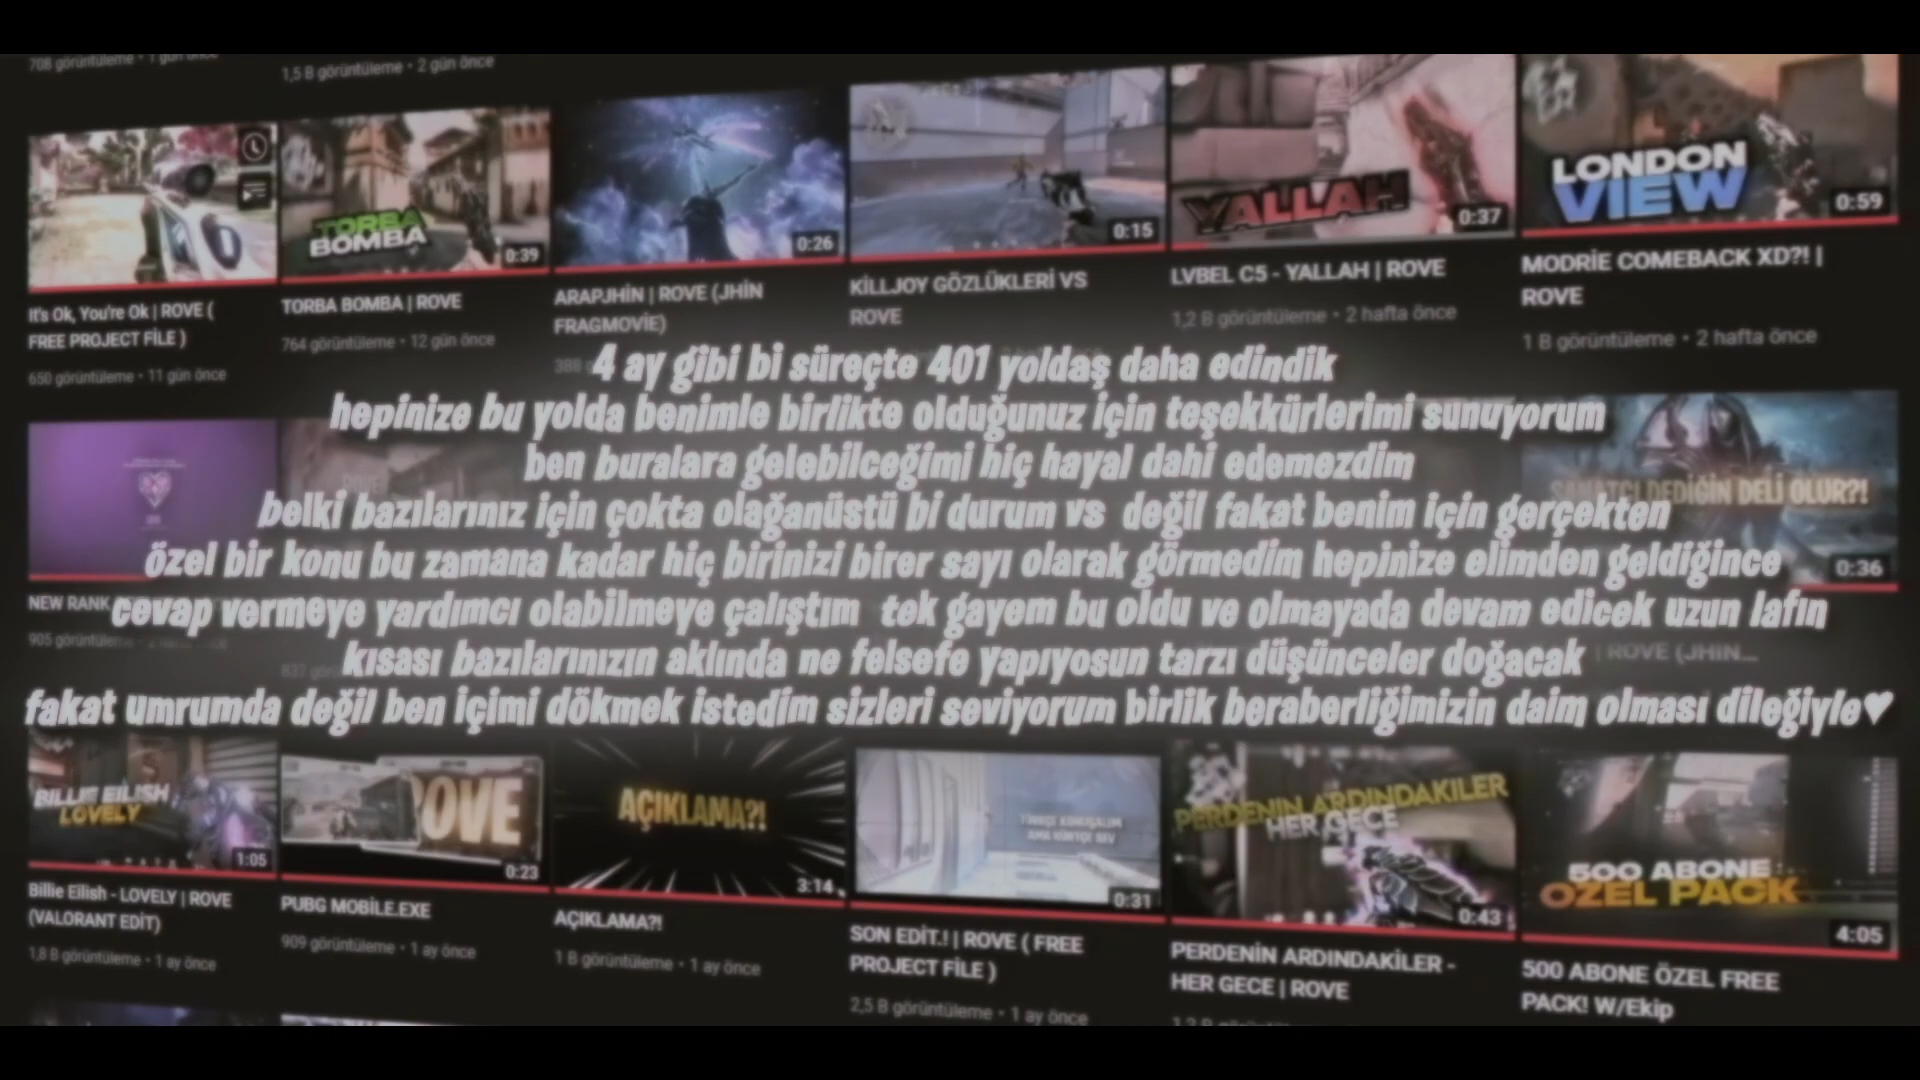 708 görüntüleme • 1 gün önce
1,5 B görüntüleme • 2 gün önce
TORBA
BOMBA
0:39
0:26
0:15
YALLAH
0:37
LONDON
VIEW
0:59
It's Ok, You're Ok | ROVE (
FREE PROJECT FİLE )
650 görüntüleme • 11 gün önce
TORBA BOMBA | ROVE
764 görüntüleme • 12 gün önce
ARAPJHİN | ROVE (JHİN
FRAGMOVİE)
KİLLJOY GÖZLÜKLERİ VS
ROVE
LVBEL C5 - YALLAH | ROVE
1,2 B görüntüleme • 2 hafta önce
MODRİE COMEBACK XD?! |
ROVE
1 B görüntüleme • 2 hafta önce
4 ay gibi bi süreçte 401 yoldaş daha edindik
hepinize bu yolda benimle birlikte olduğunuz için teşekkürlerimi sunuyorum
ben buralara gelebilceğimi hiç hayal dahi edemezdim
belki bazılarınız için çokta olağanüstü bi durum vs  değil fakat benim için gerçekten
özel bir konu bu zamana kadar hiç birinizi birer sayı olarak görmedim hepinize elimden geldiğince
cevap vermeye yardımcı olabilmeye çalıştım  tek gayem bu oldu ve olmayada devam edicek uzun lafın
kısası bazılarınızın aklında ne felsefe yapıyosun tarzı düşünceler doğacak
fakat umrumda değil ben içimi dökmek istedim sizleri seviyorum birlik beraberliğimizin daim olması dileğiyle♥
SANATÇI DEDİĞİN DELİ OLUR?!
0:36
NEW RANK
905 görüntüleme
| ROVE (JHİN...
BILLIE EILISH
LOVELY
1:05
ROVE
0:23
AÇIKLAMA?!
3:14
0:31
PERDENIN ARDINDAKILER
HER GECE
0:43
500 ABONE
OZEL PACK
4:05
Billie Eilish - LOVELY | ROVE
(VALORANT EDİT)
1,8 B görüntüleme • 1 ay önce
PUBG MOBİLE.EXE
909 görüntüleme • 1 ay önce
AÇIKLAMA?!
1 B görüntüleme • 1 ay önce
SON EDİT.! | ROVE ( FREE
PROJECT FİLE )
2,5 B görüntüleme • 1 ay önce
PERDENİN ARDINDAKİLER -
HER GECE | ROVE
500 ABONE ÖZEL FREE
PACK! W/Ekip